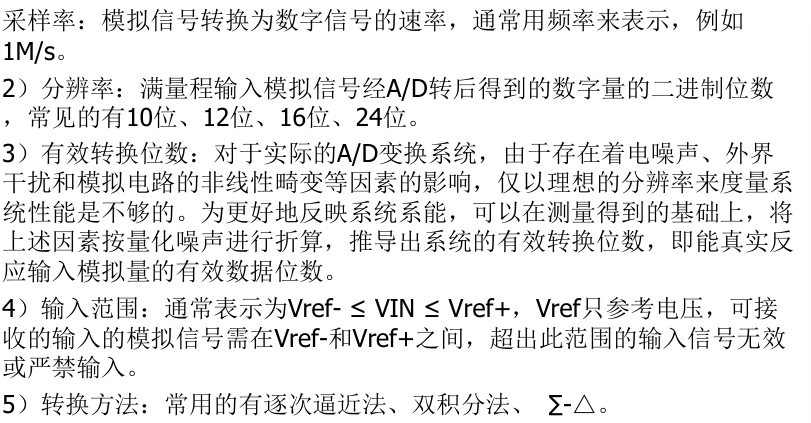 采样率：模拟信号转换为数字信号的速率，通常用频率来表示，例如
1M/s。
2）分辨率：满量程输入模拟信号经A/D转后得到的数字量的二进制位数
，常见的有10位、12位、16位、24位。
3）有效转换位数：对于实际的A/D变换系统，由于存在着电噪声、外界
干扰和模拟电路的非线性畸变等因素的影响，仅以理想的分辨率来度量系
统性能是不够的。为更好地反映系统系能，可以在测量得到的基础上，将
上述因素按量化噪声进行折算，推导出系统的有效转换位数，即能真实反
应输入模拟量的有效数据位数。
4）输入范围：通常表示为Vref- ≤ VIN ≤ Vref+，Vref只参考电压，可接
收的输入的模拟信号需在Vref-和Vref+之间，超出此范围的输入信号无效
或严禁输入。
5）转换方法：常用的有逐次逼近法、双积分法、 ∑-△。